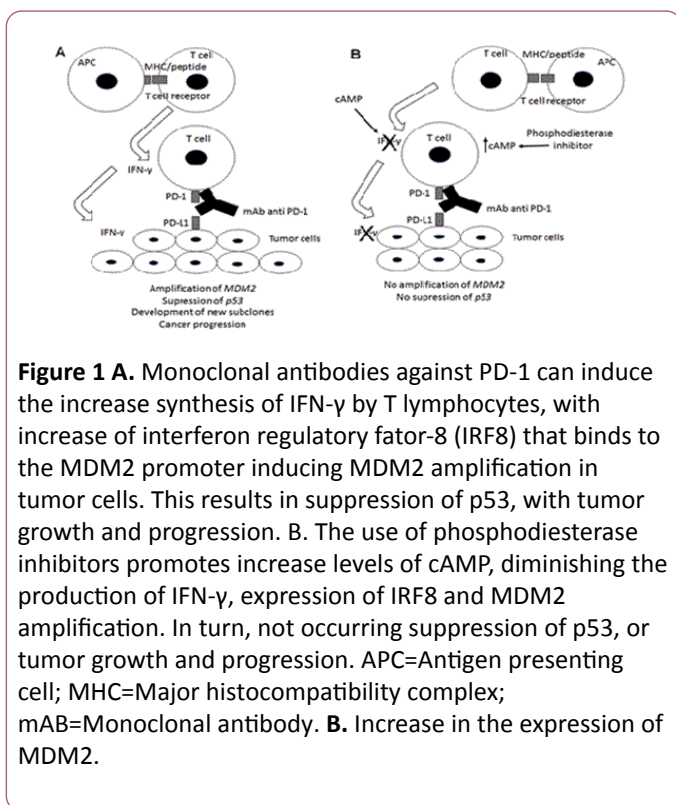 A
APC
T cell
MHC/peptide
T cell receptor
T cell
IFN-γ
PD-1
mAb anti PD-1
PD-L1
IFN-γ
Tumor cells
Amplification of MDM2
Supression of p53
Development of new subclones
Cancer progression
B
T cell
MHC/peptide
APC
T cell receptor
cAMP
IFN-γ
T cell
cAMP
Phosphodiesterase
inhibitor
PD-1
mAb anti PD-1
PD-L1
IFN-γ
Tumor cells
No amplification of MDM2
No supression of p53
Figure 1 A. Monoclonal antibodies against PD-1 can induce
the increase synthesis of IFN-γ by T lymphocytes, with
increase of interferon regulatory fator-8 (IRF8) that binds to
the MDM2 promoter inducing MDM2 amplification in
tumor cells. This results in suppression of p53, with tumor
growth and progression. B. The use of phosphodiesterase
inhibitors promotes increase levels of cAMP, diminishing the
production of IFN-γ, expression of IRF8 and MDM2
amplification. In turn, not occurring suppression of p53, or
tumor growth and progression. APC=Antigen presenting
cell; MHC=Major histocompatibility complex;
mAB=Monoclonal antibody. B. Increase in the expression of
MDM2.